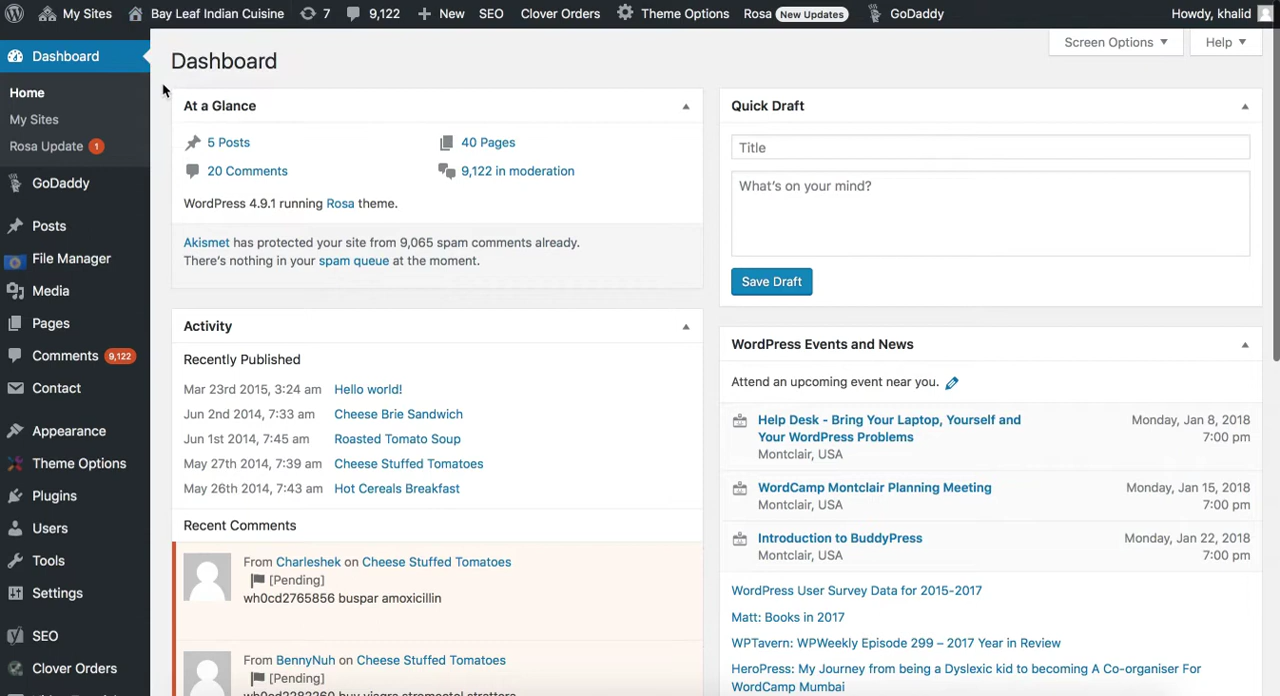 My Sites Bay Leaf Indian Cuisine 7 9,122 New SEO Clover Orders Theme Options Rosa New Updates GoDaddy Howdy, khalid
Dashboard
Home
My Sites
Rosa Update 1
GoDaddy
Posts
File Manager
Media
Pages
Comments 9,122
Contact
Appearance
Theme Options
Plugins
Users
Tools
Settings
SEO
Clover Orders
Screen Options Help
Dashboard
At a Glance
5 Posts 40 Pages
20 Comments 9,122 in moderation
WordPress 4.9.1 running Rosa theme.
Akismet has protected your site from 9,065 spam comments already.
There's nothing in your spam queue at the moment.
Activity
Recently Published
Mar 23rd 2015, 3:24 am Hello world!
Jun 2nd 2014, 7:33 am Cheese Brie Sandwich
Jun 1st 2014, 7:45 am Roasted Tomato Soup
May 27th 2014, 7:39 am Cheese Stuffed Tomatoes
May 26th 2014, 7:43 am Hot Cereals Breakfast
Recent Comments
From Charleshek on Cheese Stuffed Tomatoes
[Pending]
wh0cd2765856 buspar amoxicillin
From BennyNuh on Cheese Stuffed Tomatoes
[Pending]
Quick Draft
Title
What's on your mind?
Save Draft
WordPress Events and News
Attend an upcoming event near you.
Help Desk - Bring Your Laptop, Yourself and Monday, Jan 8, 2018
Your WordPress Problems 7:00 pm
Montclair, USA
WordCamp Montclair Planning Meeting Monday, Jan 15, 2018
Montclair, USA 7:00 pm
Introduction to BuddyPress Monday, Jan 22, 2018
Montclair, USA 7:00 pm
WordPress User Survey Data for 2015-2017
Matt: Books in 2017
WPTavern: WPWeekly Episode 299 – 2017 Year in Review
HeroPress: My Journey from being a Dyslexic kid to becoming A Co-organiser For
WordCamp Mumbai